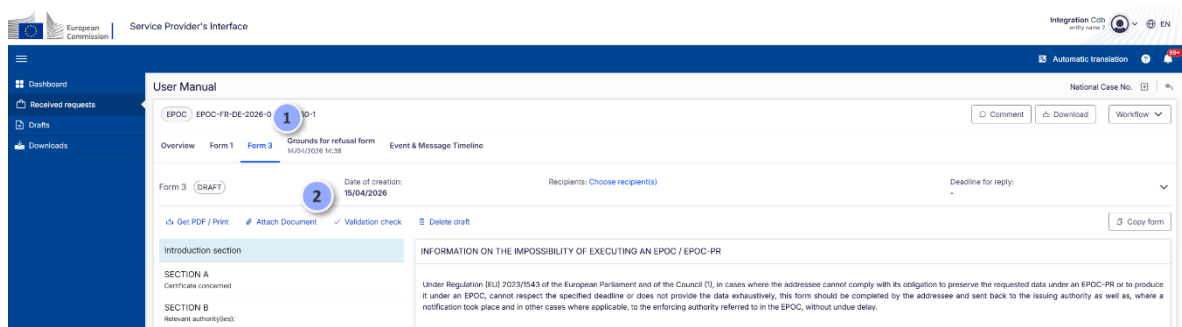 European
Commission
Service Provider's Interface
Integration Cdb
entity name 2
EN
Automatic translation
99+
Dashboard
Received requests
Drafts
Downloads
User Manual
National Case No.
EPOC EPOC-FR-DE-2026-0 10-1
1
Comment
Download
Workflow
Overview
Form 1
Form 3
Grounds for refusal form
14/04/2026 14:38
Event & Message Timeline
Form 3 DRAFT
2
Date of creation:
15/04/2026
Recipients: Choose recipient(s)
Deadline for reply:
-
Get PDF / Print
Attach Document
Validation check
Delete draft
Copy form
Introduction section
SECTION A
Certificate concerned
SECTION B
Relevant authority(ies):
INFORMATION ON THE IMPOSSIBILITY OF EXECUTING AN EPOC / EPOC-PR
Under Regulation (EU) 2023/1543 of the European Parliament and of the Council (1), in cases where the addressee cannot comply with its obligation to preserve the requested data under an EPOC-PR or to produce
it under an EPOC, cannot respect the specified deadline or does not provide the data exhaustively, this form should be completed by the addressee and sent back to the issuing authority as well as, where a
notification took place and in other cases where applicable, to the enforcing authority referred to in the EPOC, without undue delay.